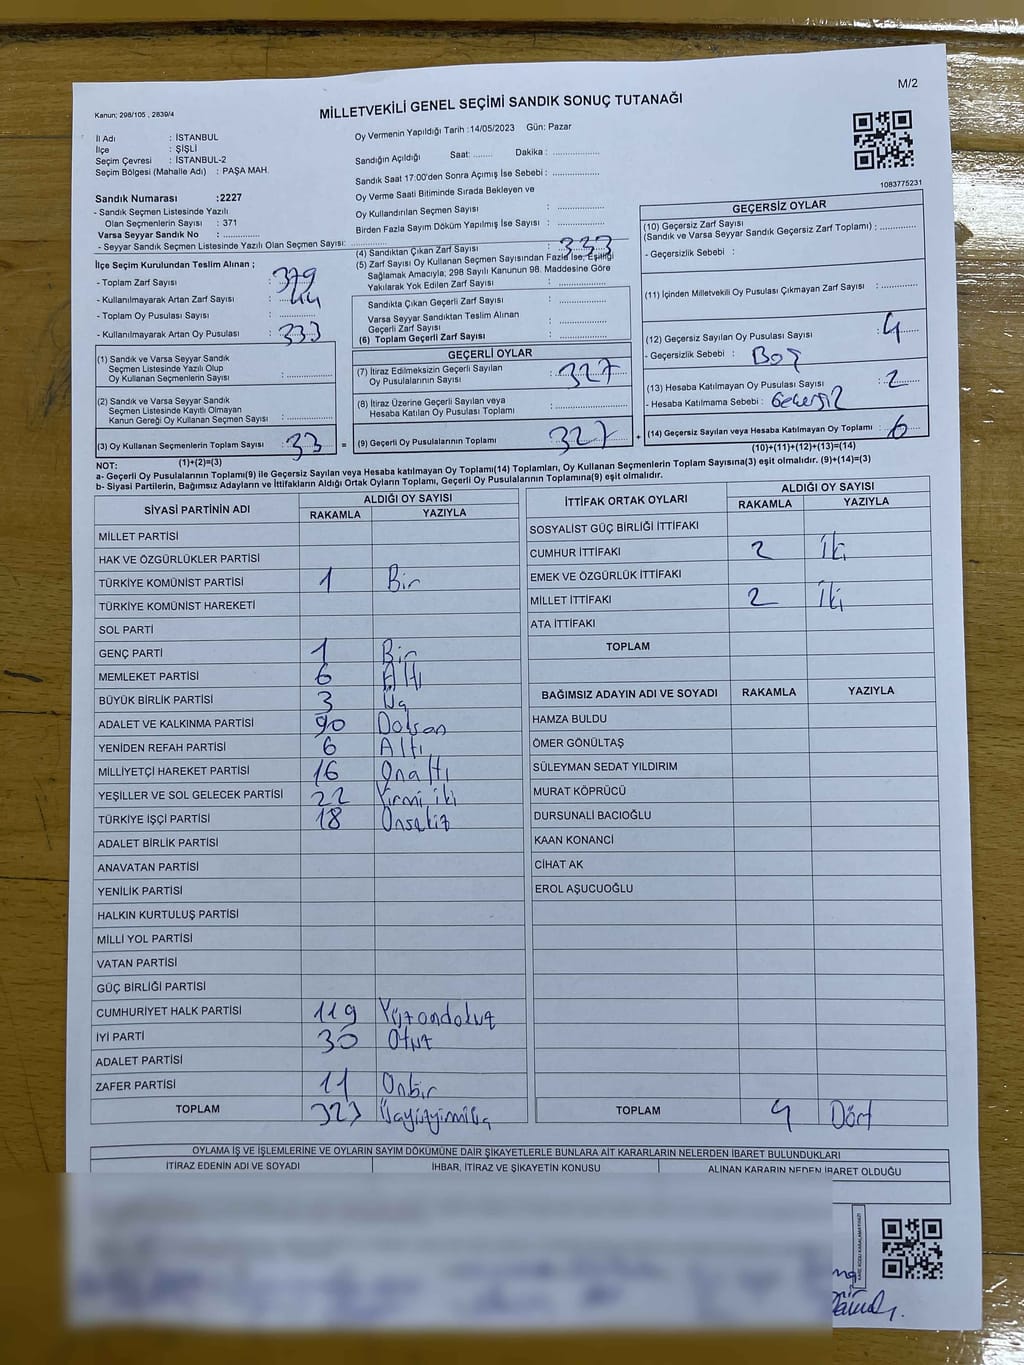 M/2
Kanun; 298/105 , 2839/4
MİLLETVEKİLİ GENEL SEÇİMİ SANDIK SONUÇ TUTANAĞI
İl Adı : İSTANBUL
İlçe : ŞİŞLİ
Seçim Çevresi : İSTANBUL-2
Seçim Bölgesi (Mahalle Adı) : PAŞA MAH.
Oy Vermenin Yapıldığı Tarih :14/05/2023 Gün: Pazar
Sandığın Açıldığı Saat: ........ Dakika : ..................
Sandık Saat 17:00'den Sonra Açımış İse Sebebi : ..................
Oy Verme Saati Bitiminde Sırada Bekleyen ve
Oy Kullandırılan Seçmen Sayısı : ..................
Birden Fazla Sayım Döküm Yapılmış İse Sayısı : ..................
1083775231
Sandık Numarası :2227
- Sandık Seçmen Listesinde Yazılı
Olan Seçmenlerin Sayısı : 371
Varsa Seyyar Sandık No : ..................
- Seyyar Sandık Seçmen Listesinde Yazılı Olan Seçmen Sayısı: ..................
İlçe Seçim Kurulundan Teslim Alınan ;
- Toplam Zarf Sayısı : 379
- Kullanılmayarak Artan Zarf Sayısı : 44
- Toplam Oy Pusulası Sayısı : ..................
- Kullanılmayarak Artan Oy Pusulası : 333
(1) Sandık ve Varsa Seyyar Sandık
Seçmen Listesinde Yazılı Olup
Oy Kullanan Seçmenlerin Sayısı : ..................
(2) Sandık ve Varsa Seyyar Sandık
Seçmen Listesinde Kayıtlı Olmayan
Kanun Gereği Oy Kullanan Seçmen Sayısı : ..................
(3) Oy Kullanan Seçmenlerin Toplam Sayısı : 33 =
(1)+(2)=(3)
(4) Sandıktan Çıkan Zarf Sayısı : 333
(5) Zarf Sayısı Oy Kullanan Seçmen Sayısından Fazla İse, Eşitliği
Sağlamak Amacıyla; 298 Sayılı Kanunun 98. Maddesine Göre
Yakılarak Yok Edilen Zarf Sayısı : ..................
Sandıkta Çıkan Geçerli Zarf Sayısı : ..................
Varsa Seyyar Sandıktan Teslim Alınan
Geçerli Zarf Sayısı : ..................
(6) Toplam Geçerli Zarf Sayısı : ..................
GEÇERLİ OYLAR
(7) İtiraz Edilmeksizin Geçerli Sayılan
Oy Pusulalarının Sayısı : 327
(8) İtiraz Üzerine Geçerli Sayılan veya
Hesaba Katılan Oy Pusulası Toplamı : ..................
(9) Geçerli Oy Pusulalarının Toplamı 327 +
GEÇERSİZ OYLAR
(10) Geçersiz Zarf Sayısı
(Sandık ve Varsa Seyyar Sandık Geçersiz Zarf Toplamı) : ..................
- Geçersizlik Sebebi :
(11) İçinden Milletvekili Oy Pusulası Çıkmayan Zarf Sayısı : ..................
(12) Geçersiz Sayılan Oy Pusulası Sayısı : 4
- Geçersizlik Sebebi : Boş
(13) Hesaba Katılmayan Oy Pusulası Sayısı : 2
- Hesaba Katılmama Sebebi : Geçersiz
(14) Geçersiz Sayılan veya Hesaba Katılmayan Oy Toplamı : 6
(10)+(11)+(12)+(13)=(14)
NOT:
a- Geçerli Oy Pusulalarının Toplamı(9) ile Geçersiz Sayılan veya Hesaba katılmayan Oy Toplamı(14) Toplamları, Oy Kullanan Seçmenlerin Toplam Sayısına(3) eşit olmalıdır. (9)+(14)=(3)
b- Siyasi Partilerin, Bağımsız Adayların ve İttifakların Aldığı Ortak Oyların Toplamı, Geçerli Oy Pusulalarının Toplamına(9) eşit olmalıdır.
SİYASİ PARTİNİN ADI ALDIĞI OY SAYISI
RAKAMLA YAZIYLA
MİLLET PARTİSİ
HAK VE ÖZGÜRLÜKLER PARTİSİ
TÜRKİYE KOMÜNİST PARTİSİ 1 Bir
TÜRKİYE KOMÜNİST HAREKETİ
SOL PARTİ
GENÇ PARTİ 1 Bir
MEMLEKET PARTİSİ 6 Altı
BÜYÜK BİRLİK PARTİSİ 3 Üç
ADALET VE KALKINMA PARTİSİ 90 Doksan
YENİDEN REFAH PARTİSİ 6 Altı
MİLLİYETÇİ HAREKET PARTİSİ 16 Onaltı
YEŞİLLER VE SOL GELECEK PARTİSİ 22 Yirmi iki
TÜRKİYE İŞÇİ PARTİSİ 18 Onsekiz
ADALET BİRLİK PARTİSİ
ANAVATAN PARTİSİ
YENİLİK PARTİSİ
HALKIN KURTULUŞ PARTİSİ
MİLLİ YOL PARTİSİ
VATAN PARTİSİ
GÜÇ BİRLİĞİ PARTİSİ
CUMHURİYET HALK PARTİSİ 119 Yüzondokuz
İYİ PARTİ 30 Otuz
ADALET PARTİSİ
ZAFER PARTİSİ 11 Onbir
TOPLAM 323
İTTİFAK ORTAK OYLARI ALDIĞI OY SAYISI
RAKAMLA YAZIYLA
SOSYALİST GÜÇ BİRLİĞİ İTTİFAKI
CUMHUR İTTİFAKI 2 İki
EMEK VE ÖZGÜRLÜK İTTİFAKI
MİLLET İTTİFAKI 2 İki
ATA İTTİFAKI
TOPLAM
BAĞIMSIZ ADAYIN ADI VE SOYADI RAKAMLA YAZIYLA
HAMZA BULDU
ÖMER GÖNÜLTAŞ
SÜLEYMAN SEDAT YILDIRIM
MURAT KÖPRÜCÜ
DURSUNALİ BACIOĞLU
KAAN KONANCİ
CİHAT AK
EROL AŞUCUOĞLU
TOPLAM 4 Dört
OYLAMA İŞ VE İŞLEMLERİNE VE OYLARIN SAYIM DÖKÜMÜNE DAİR ŞİKAYETLERLE BUNLARA AİT KARARLARIN NELERDEN İBARET BULUNDUKLARI
İTİRAZ EDENİN ADI VE SOYADI İHBAR, İTİRAZ VE ŞİKAYETİN KONUSU ALINAN KARARIN NEDEN İBARET OLDUĞU